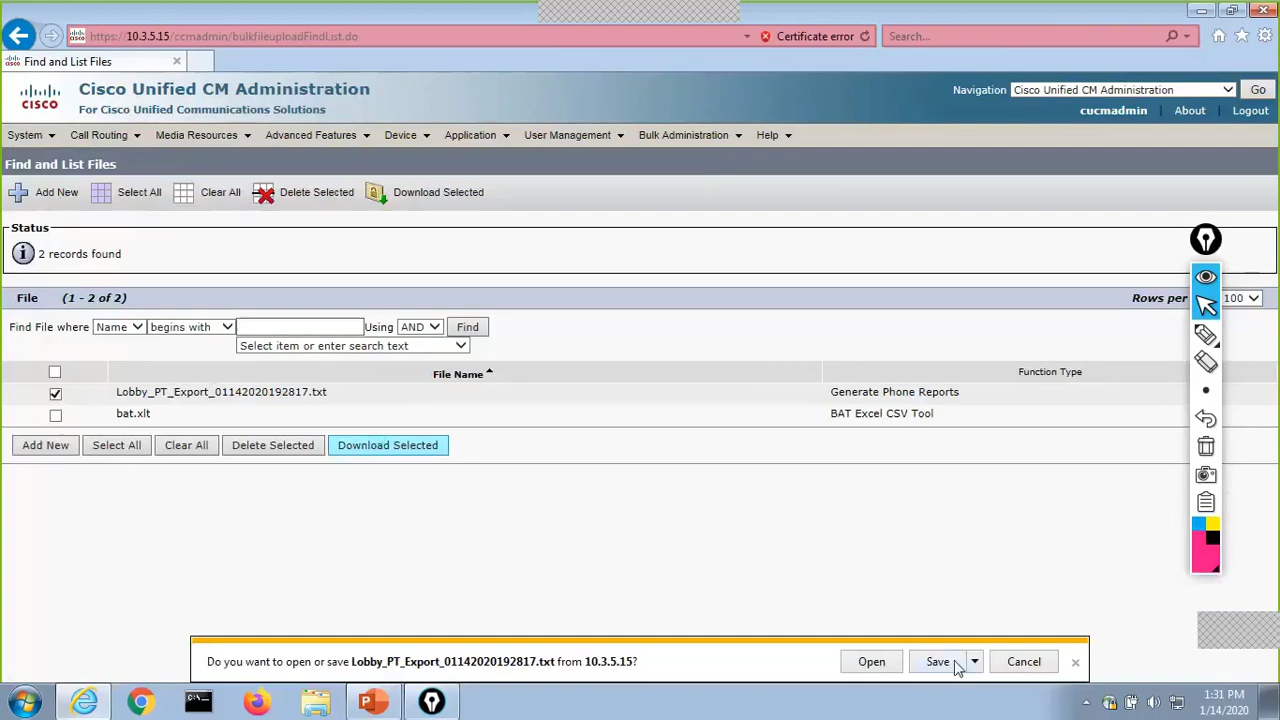 https://10.3.5.15/ccmadmin/bulkfileuploadFindList.do
Certificate error
Search...
Find and List Files
CISCO
Cisco Unified CM Administration
For Cisco Unified Communications Solutions
Navigation Cisco Unified CM Administration Go
cucmadmin About Logout
System Call Routing Media Resources Advanced Features Device Application User Management Bulk Administration Help
Find and List Files
Add New Select All Clear All Delete Selected Download Selected
Status
2 records found
File (1 - 2 of 2) Rows per 100
Find File where Name begins with Using AND Find
Select item or enter search text
File Name Function Type
Lobby_PT_Export_01142020192817.txt Generate Phone Reports
bat.xlt BAT Excel CSV Tool
Add New Select All Clear All Delete Selected Download Selected
Do you want to open or save Lobby_PT_Export_01142020192817.txt from 10.3.5.15? Open Save Cancel
1:31 PM
1/14/2020